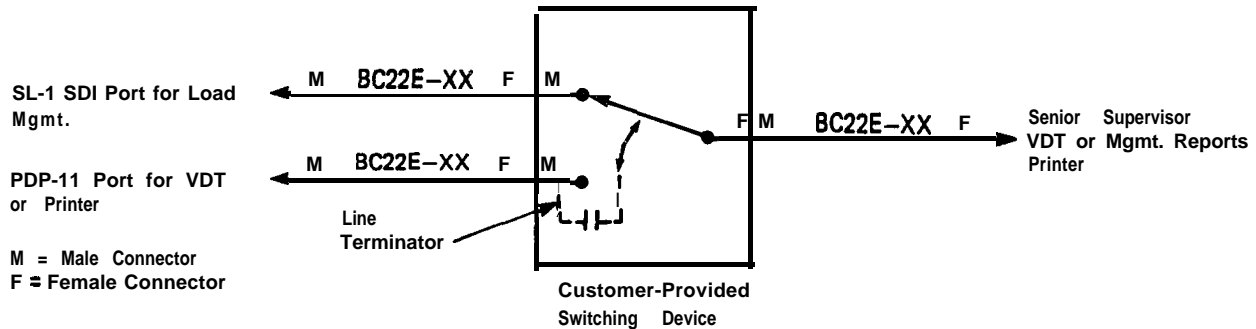 M BC22E-XX F M
SL-1 SDI Port for Load
Mgmt.
F M BC22E-XX F
Senior Supervisor
VDT or Mgmt. Reports
Printer
M BC22E-XX F M
PDP-11 Port for VDT
or Printer
Line
Terminator
M = Male Connector
F = Female Connector
Customer-Provided
Switching Device